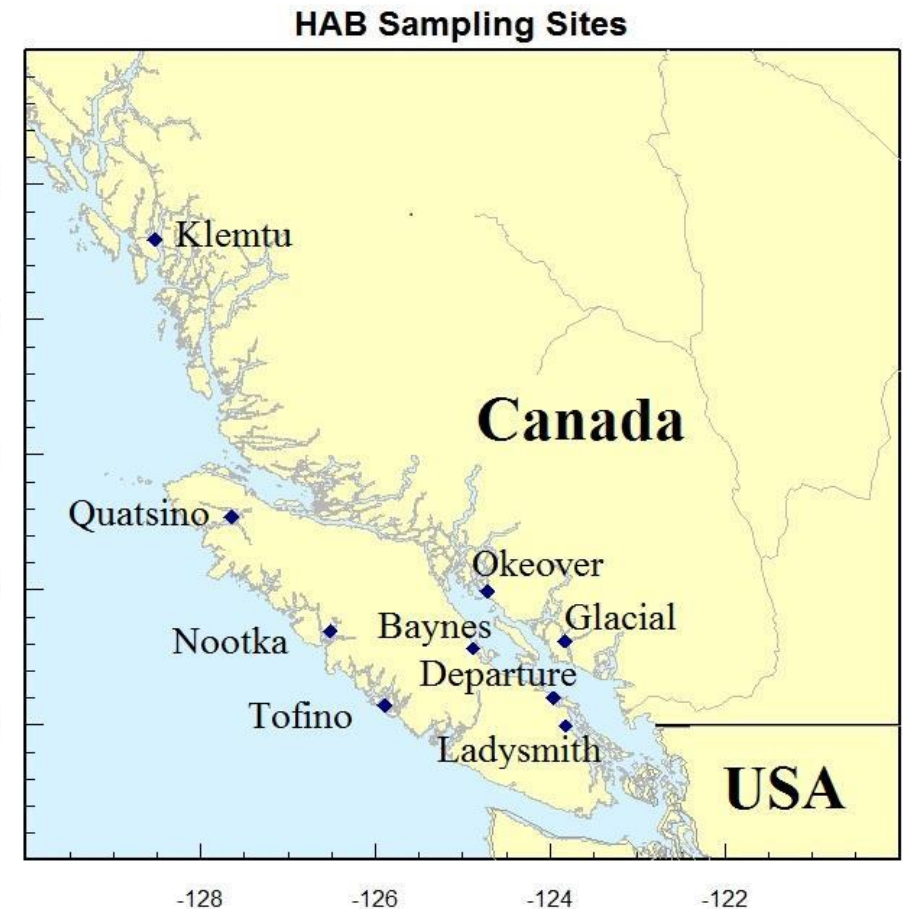 HAB Sampling Sites
Klemtu
Canada
Quatsino
Okeover
Glacial
Baynes
Nootka
Departure
Tofino
Ladysmith
USA
-128 -126 -124 -122